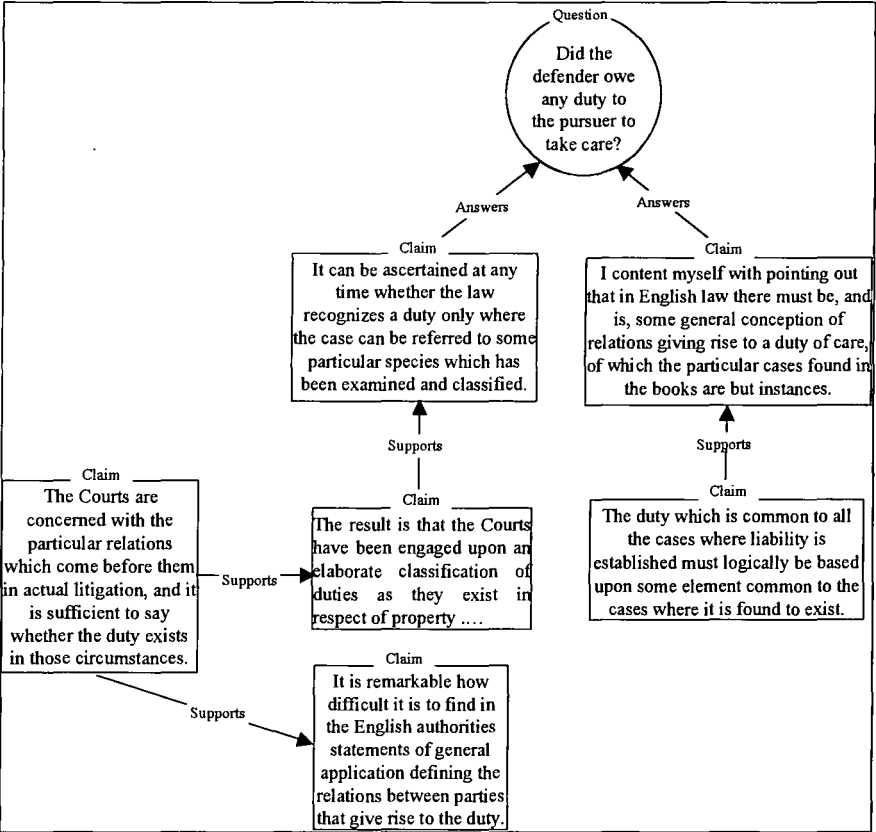 Question
Did the
defender owe
any duty to
the pursuer to
take care?
Answers
Answers
Claim
It can be ascertained at any
time whether the law
recognizes a duty only where
the case can be referred to some
particular species which has
been examined and classified.
Claim
I content myself with pointing out
that in English law there must be, and
is, some general conception of
relations giving rise to a duty of care,
of which the particular cases found in
the books are but instances.
Supports
Supports
Claim
The Courts are
concerned with the
particular relations
which come before them
in actual litigation, and it
is sufficient to say
whether the duty exists
in those circumstances.
Supports
Claim
The result is that the Courts
have been engaged upon an
elaborate classification of
duties as they exist in
respect of property ....
Claim
The duty which is common to all
the cases where liability is
established must logically be based
upon some element common to the
cases where it is found to exist.
Supports
Claim
It is remarkable how
difficult it is to find in
the English authorities
statements of general
application defining the
relations between parties
that give rise to the duty.